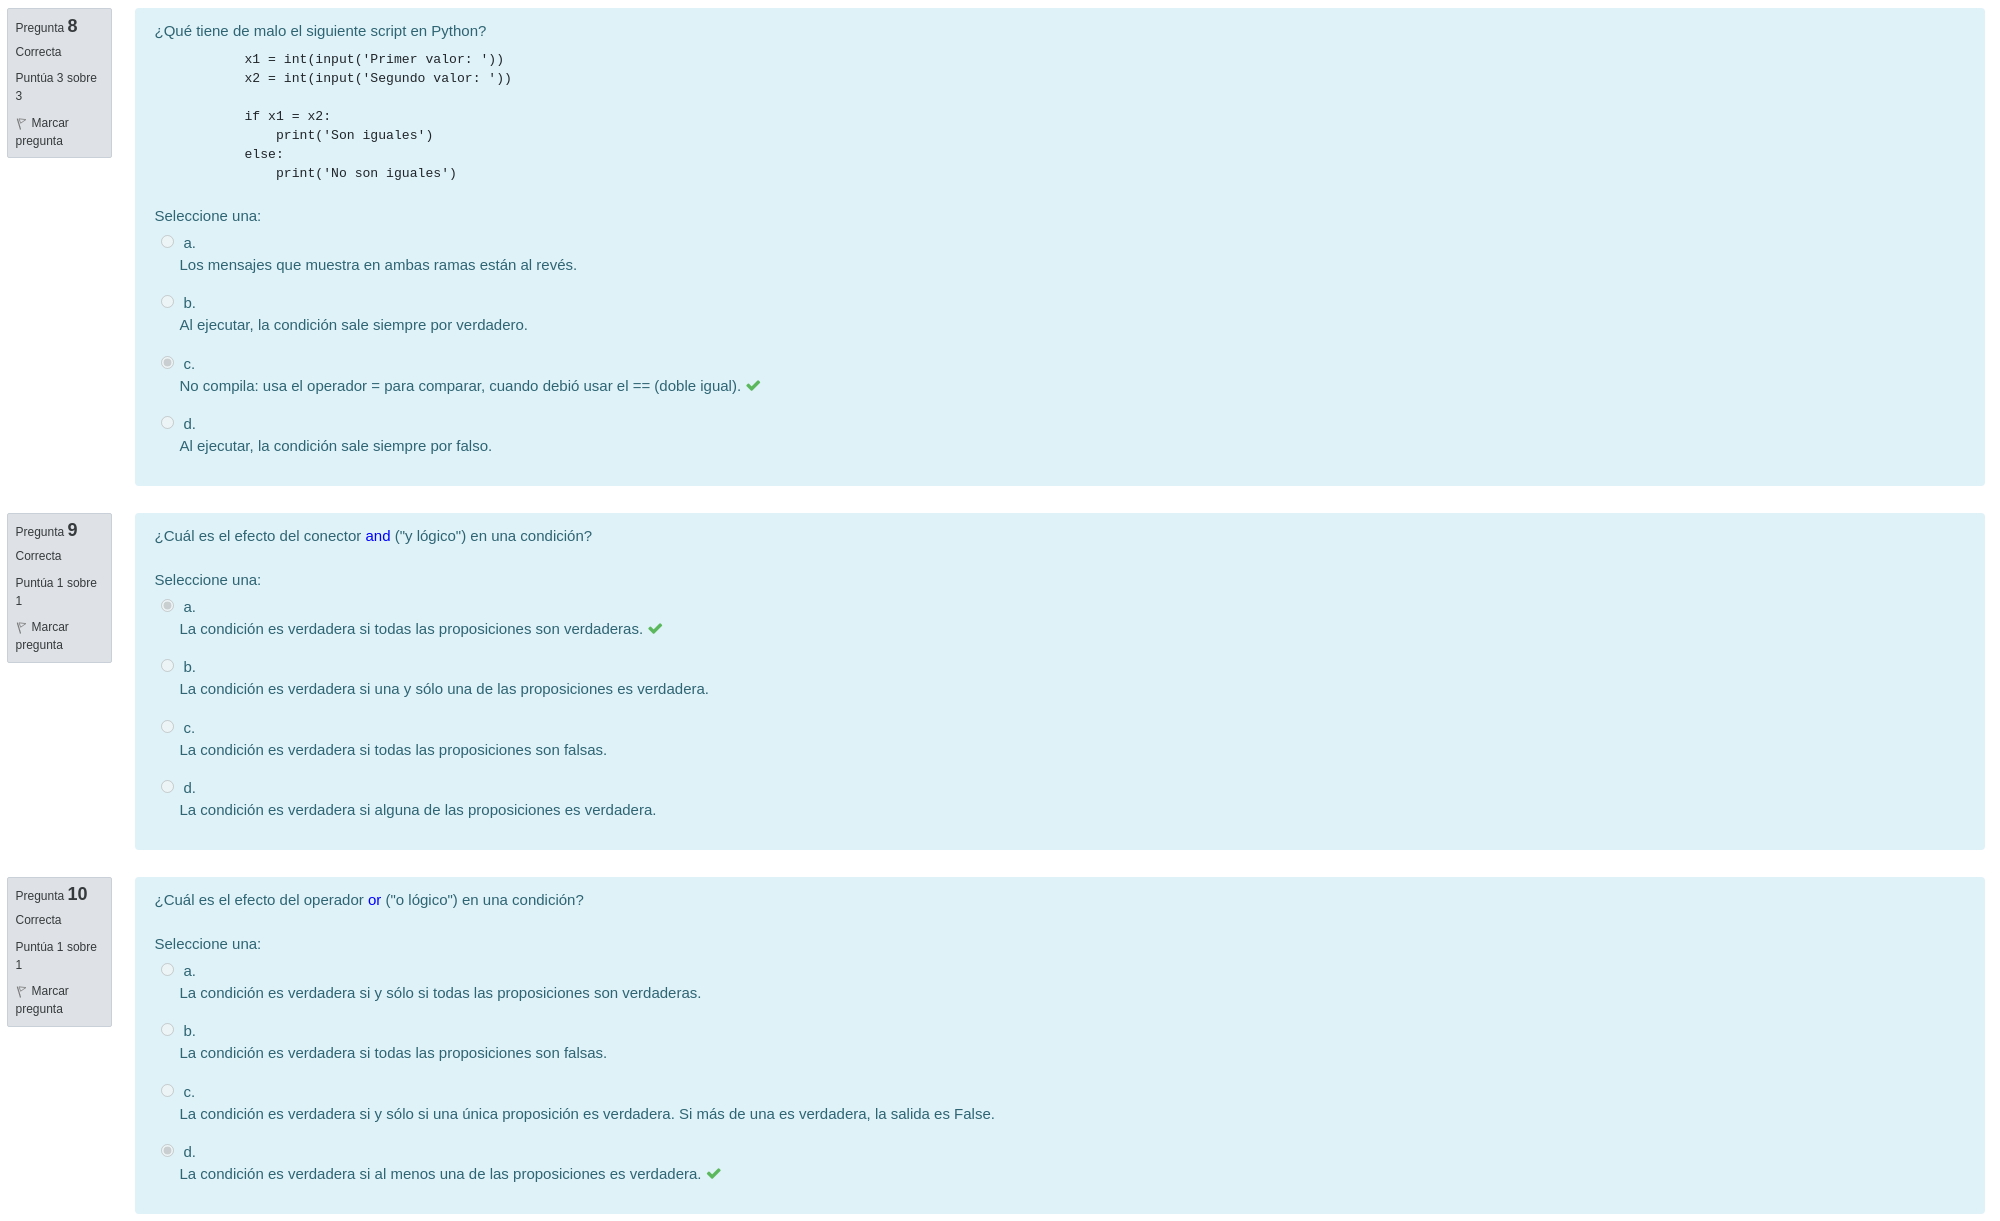 Pregunta 8
Correcta
Puntúa 3 sobre
3
Marcar
pregunta
¿Qué tiene de malo el siguiente script en Python?
x1 = int(input('Primer valor: '))
x2 = int(input('Segundo valor: '))
if x1 = x2:
    print('Son iguales')
else:
    print('No son iguales')
Seleccione una:
a.
Los mensajes que muestra en ambas ramas están al revés.
b.
Al ejecutar, la condición sale siempre por verdadero.
c.
No compila: usa el operador = para comparar, cuando debió usar el == (doble igual).
d.
Al ejecutar, la condición sale siempre por falso.
Pregunta 9
Correcta
Puntúa 1 sobre
1
Marcar
pregunta
¿Cuál es el efecto del conector and ("y lógico") en una condición?
Seleccione una:
a.
La condición es verdadera si todas las proposiciones son verdaderas.
b.
La condición es verdadera si una y sólo una de las proposiciones es verdadera.
c.
La condición es verdadera si todas las proposiciones son falsas.
d.
La condición es verdadera si alguna de las proposiciones es verdadera.
Pregunta 10
Correcta
Puntúa 1 sobre
1
Marcar
pregunta
¿Cuál es el efecto del operador or ("o lógico") en una condición?
Seleccione una:
a.
La condición es verdadera si y sólo si todas las proposiciones son verdaderas.
b.
La condición es verdadera si todas las proposiciones son falsas.
c.
La condición es verdadera si y sólo si una única proposición es verdadera. Si más de una es verdadera, la salida es False.
d.
La condición es verdadera si al menos una de las proposiciones es verdadera.